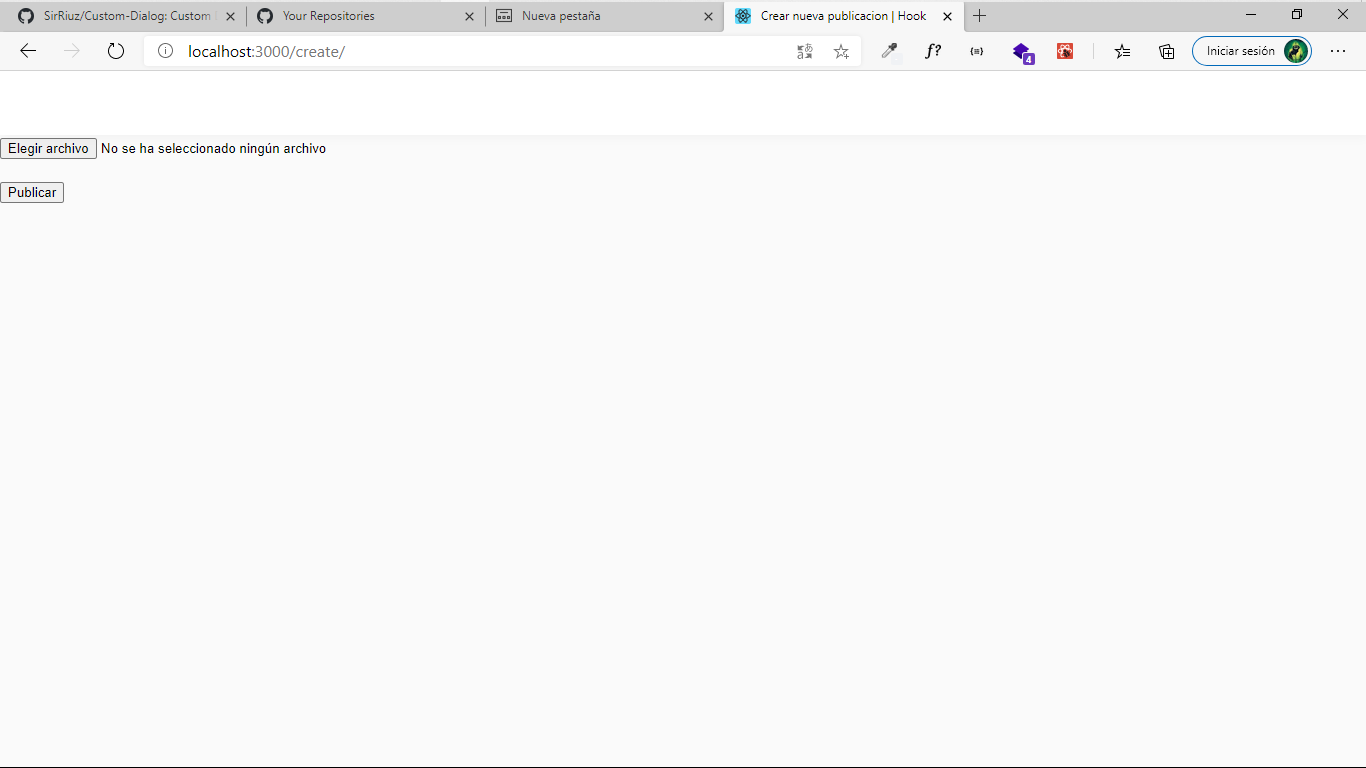 SirRiuz/Custom-Dialog: Custom
Your Repositories
Nueva pestaña
Crear nueva publicacion | Hook
localhost:3000/create/
f?
{≡}
4
Iniciar sesión
Elegir archivo No se ha seleccionado ningún archivo
Publicar